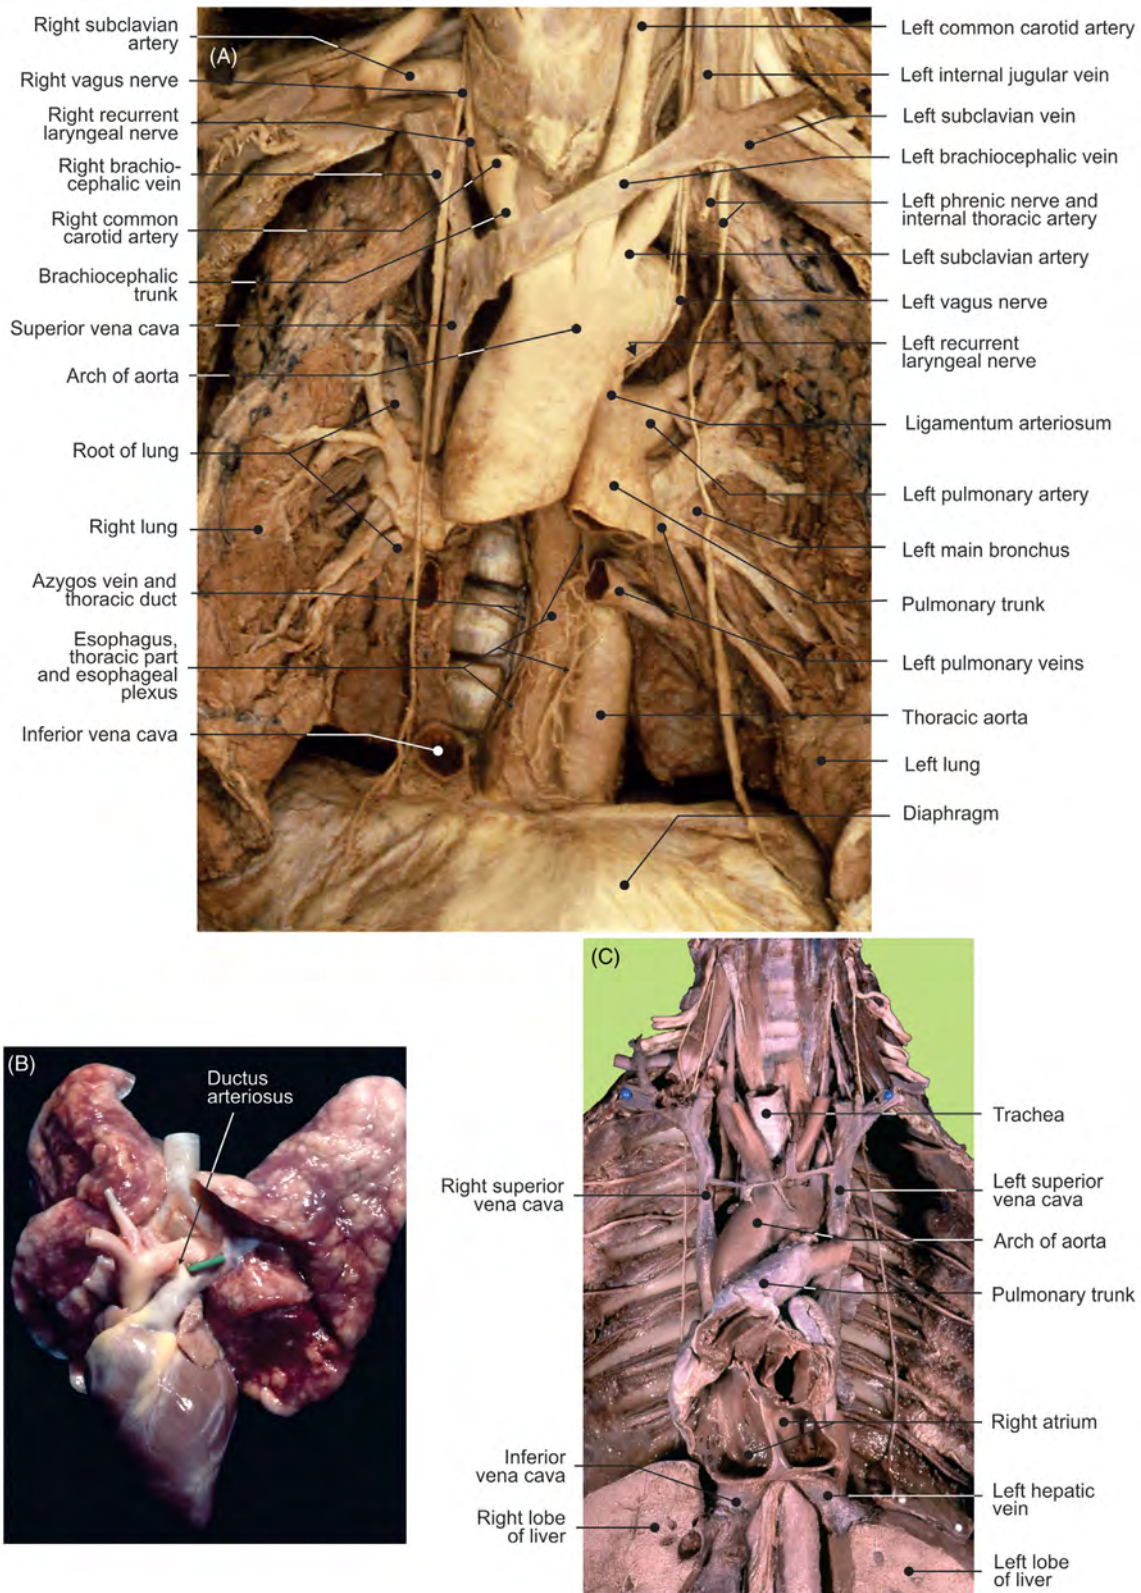 (A)
Right subclavian
artery
Right vagus nerve
Right recurrent
laryngeal nerve
Right brachio-
cephalic vein
Right common
carotid artery
Brachiocephalic
trunk
Superior vena cava
Arch of aorta
Root of lung
Right lung
Azygos vein and
thoracic duct
Esophagus,
thoracic part
and esophageal
plexus
Inferior vena cava
Left common carotid artery
Left internal jugular vein
Left subclavian vein
Left brachiocephalic vein
Left phrenic nerve and
internal thoracic artery
Left subclavian artery
Left vagus nerve
Left recurrent
laryngeal nerve
Ligamentum arteriosum
Left pulmonary artery
Left main bronchus
Pulmonary trunk
Left pulmonary veins
Thoracic aorta
Left lung
Diaphragm
(B)
Ductus
arteriosus
(C)
Right superior
vena cava
Inferior
vena cava
Right lobe
of liver
Trachea
Left superior
vena cava
Arch of aorta
Pulmonary trunk
Right atrium
Left hepatic
vein
Left lobe
of liver